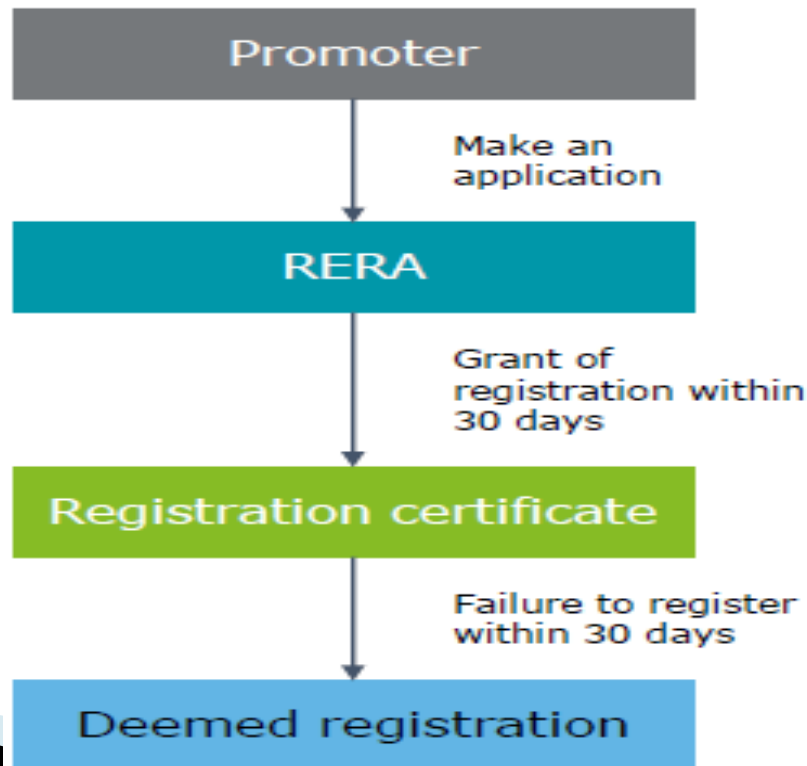 Promoter
Make an
application
RERA
Grant of
registration within
30 days
Registration certificate
Failure to register
within 30 days
Deemed registration